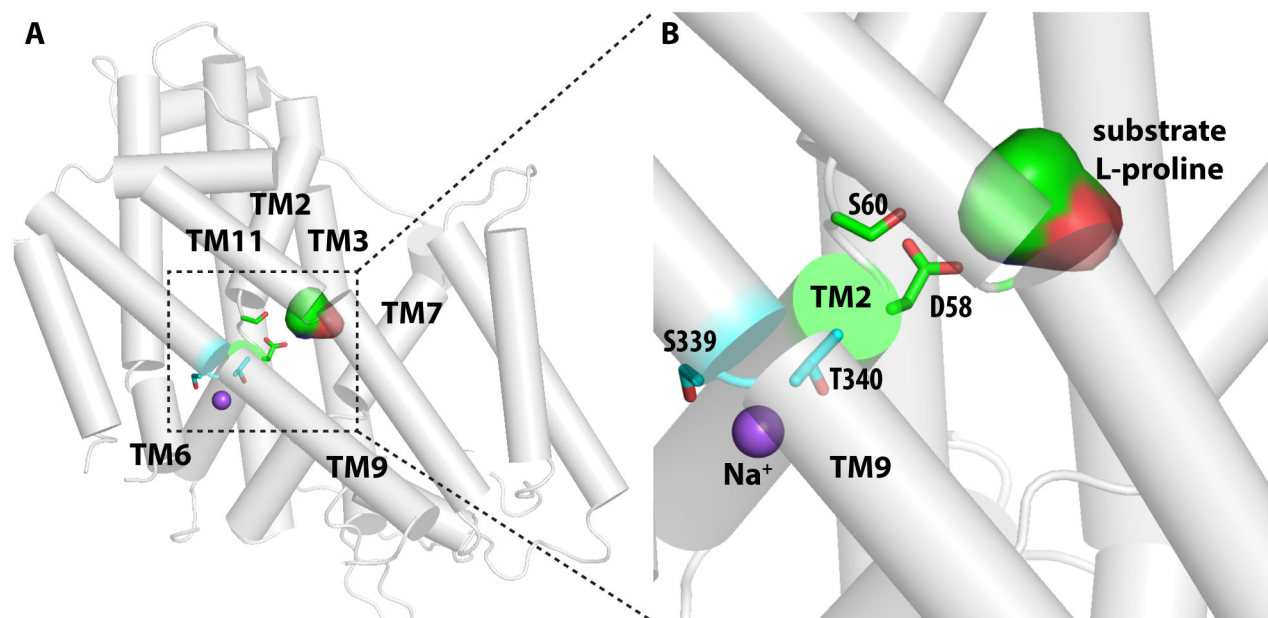 A
TM2
TM11
TM3
TM7
TM6
TM9
B
substrate
L-proline
S60
TM2
D58
S339
T340
Na⁺
TM9